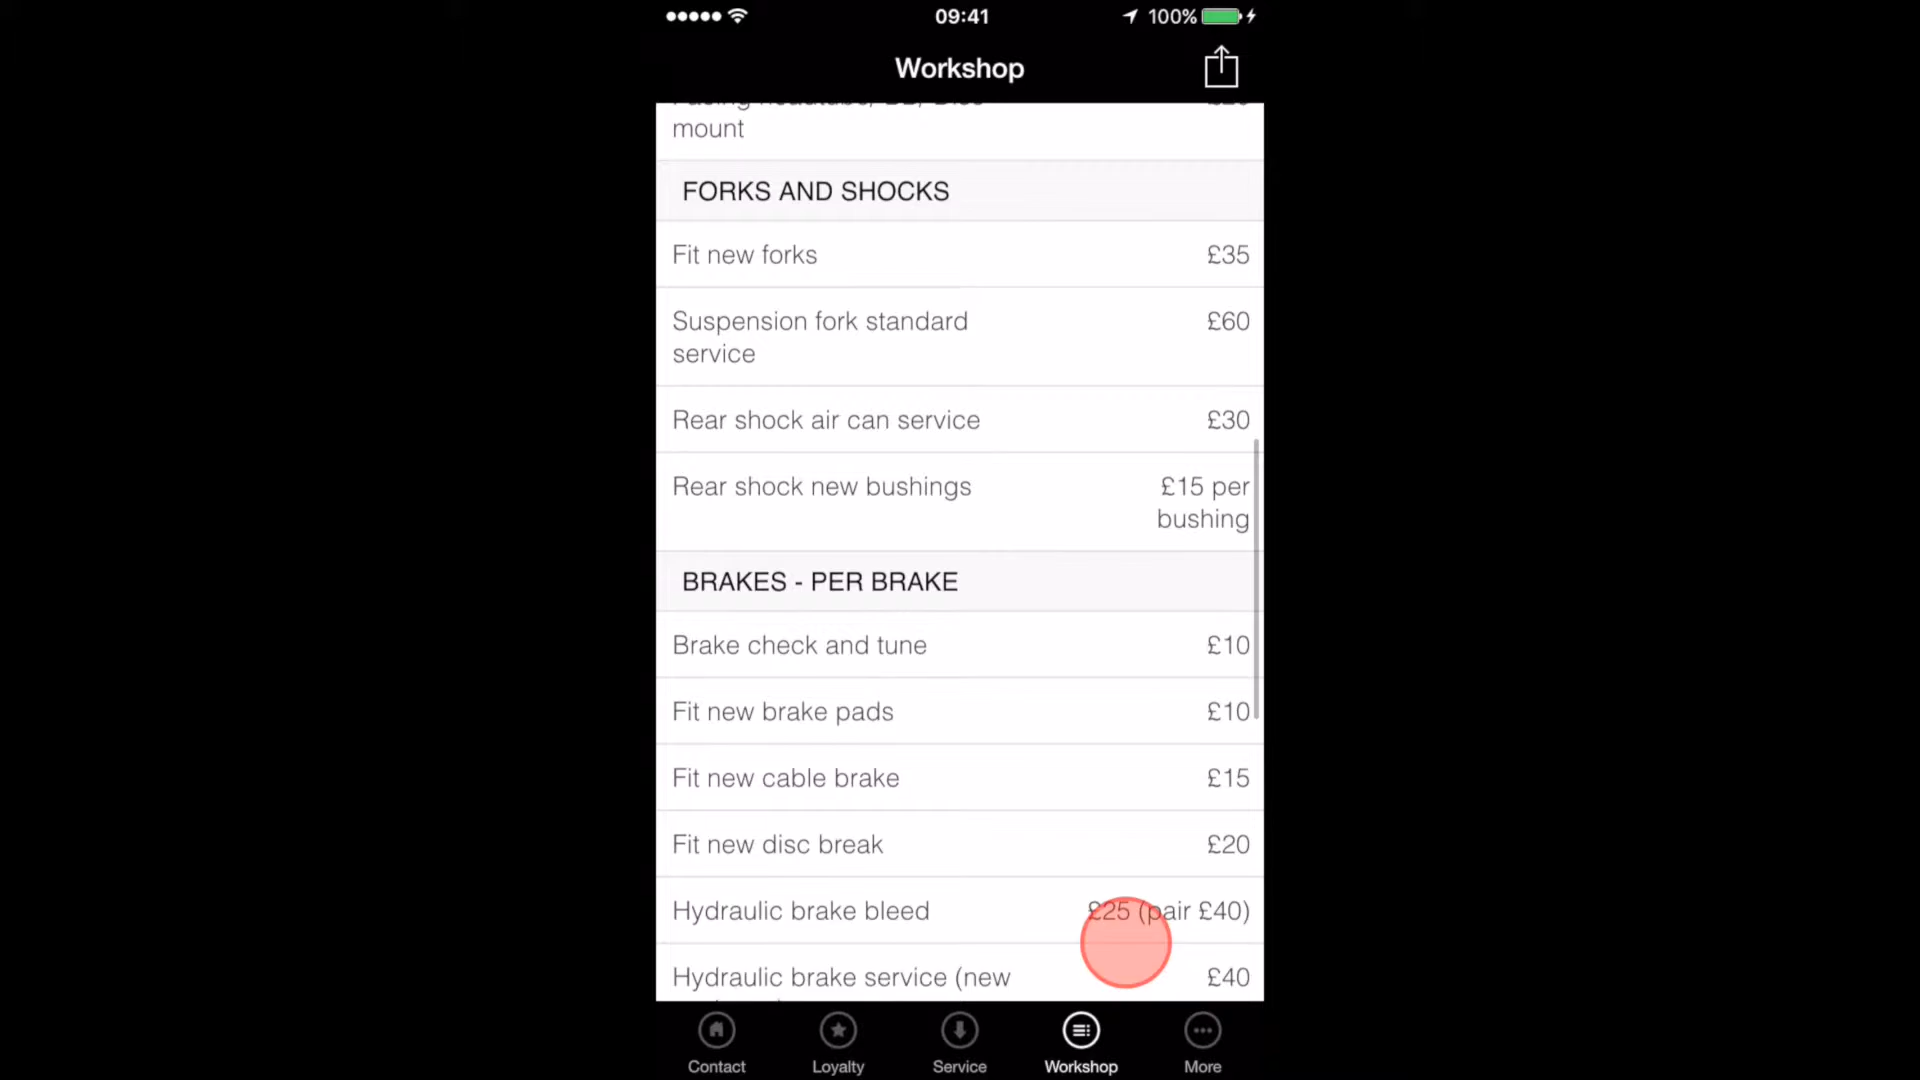 09:41
100%
Workshop
mount
FORKS AND SHOCKS
Fit new forks £35
Suspension fork standard £60
service
Rear shock air can service £30
Rear shock new bushings £15 per
bushing
BRAKES - PER BRAKE
Brake check and tune £10
Fit new brake pads £10
Fit new cable brake £15
Fit new disc break £20
Hydraulic brake bleed £25 (pair £40)
Hydraulic brake service (new £40
Contact Loyalty Service Workshop More